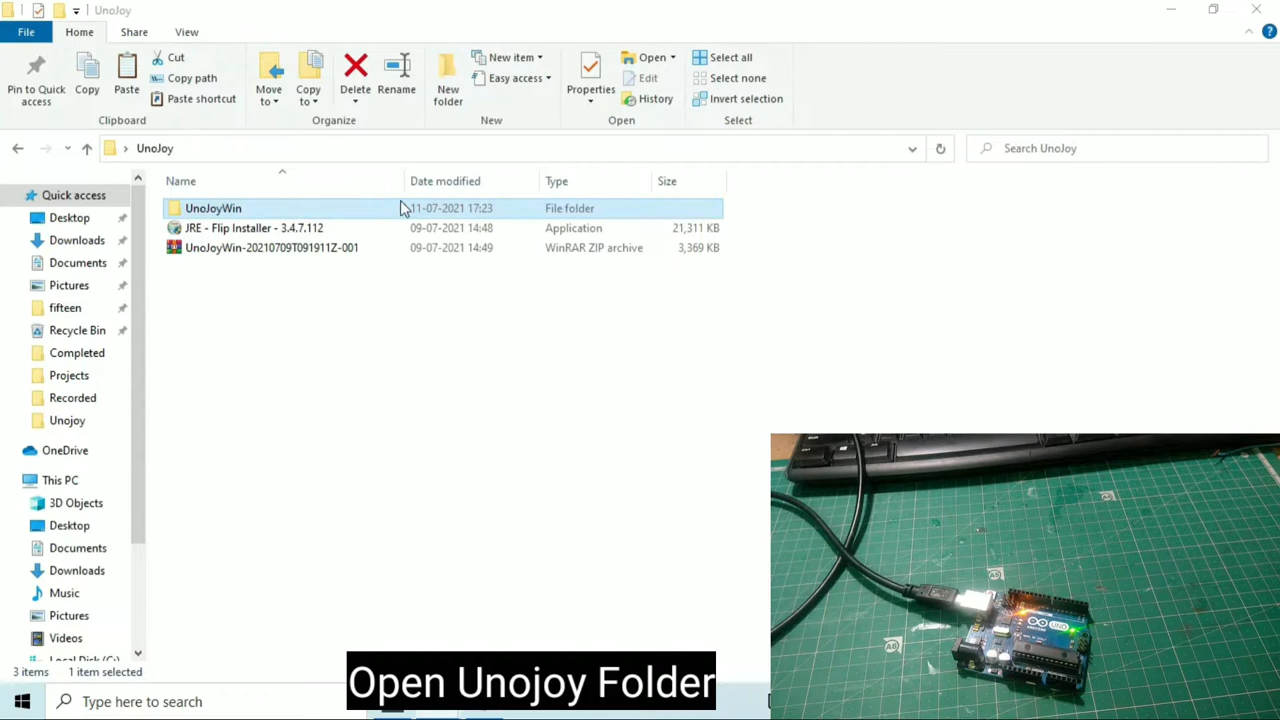 UnoJoy
File Home Share View
Pin to Quick access
Copy
Paste
Cut
Copy path
Paste shortcut
Clipboard
Move to
Copy to
Delete
Rename
Organize
New folder
New item
Easy access
New
Properties
Open
Edit
History
Open
Select all
Select none
Invert selection
Select
UnoJoy
Search UnoJoy
Name Date modified Type Size
UnoJoyWin 11-07-2021 17:23 File folder
JRE - Flip Installer - 3.4.7.112 09-07-2021 14:48 Application 21,311 KB
UnoJoyWin-20210709T091911Z-001 09-07-2021 14:49 WinRAR ZIP archive 3,369 KB
Quick access
Desktop
Downloads
Documents
Pictures
fifteen
Recycle Bin
Completed
Projects
Recorded
Unojoy
OneDrive
This PC
3D Objects
Desktop
Documents
Downloads
Music
Pictures
Videos
Local Disk (C:)
3 items 1 item selected
Type here to search
Open Unojoy Folder
UNO
A5
A6